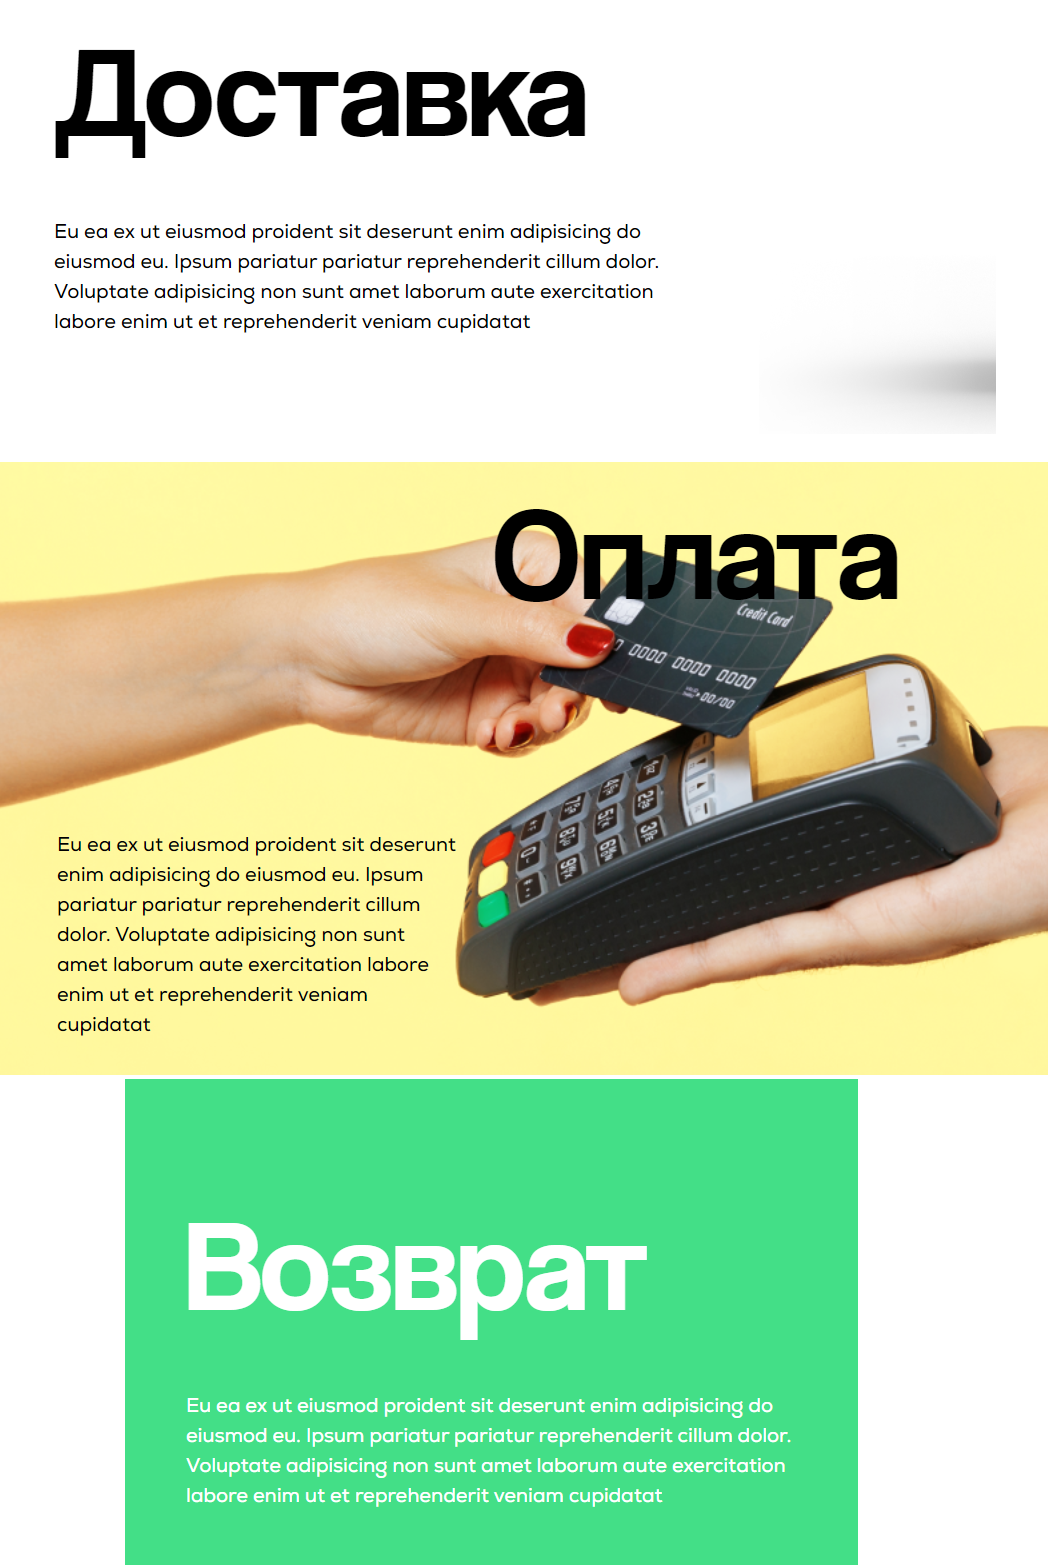 Доставка
Eu ea ex ut eiusmod proident sit deserunt enim adipisicing do
eiusmod eu. Ipsum pariatur pariatur reprehenderit cillum dolor.
Voluptate adipisicing non sunt amet laborum aute exercitation
labore enim ut et reprehenderit veniam cupidatat
Оплата
Credit Card
0 0000 0000 0000
00/00
Eu ea ex ut eiusmod proident sit deserunt
enim adipisicing do eiusmod eu. Ipsum
pariatur pariatur reprehenderit cillum
dolor. Voluptate adipisicing non sunt
amet laborum aute exercitation labore
enim ut et reprehenderit veniam
cupidatat
Возврат
Eu ea ex ut eiusmod proident sit deserunt enim adipisicing do
eiusmod eu. Ipsum pariatur pariatur reprehenderit cillum dolor.
Voluptate adipisicing non sunt amet laborum aute exercitation
labore enim ut et reprehenderit veniam cupidatat